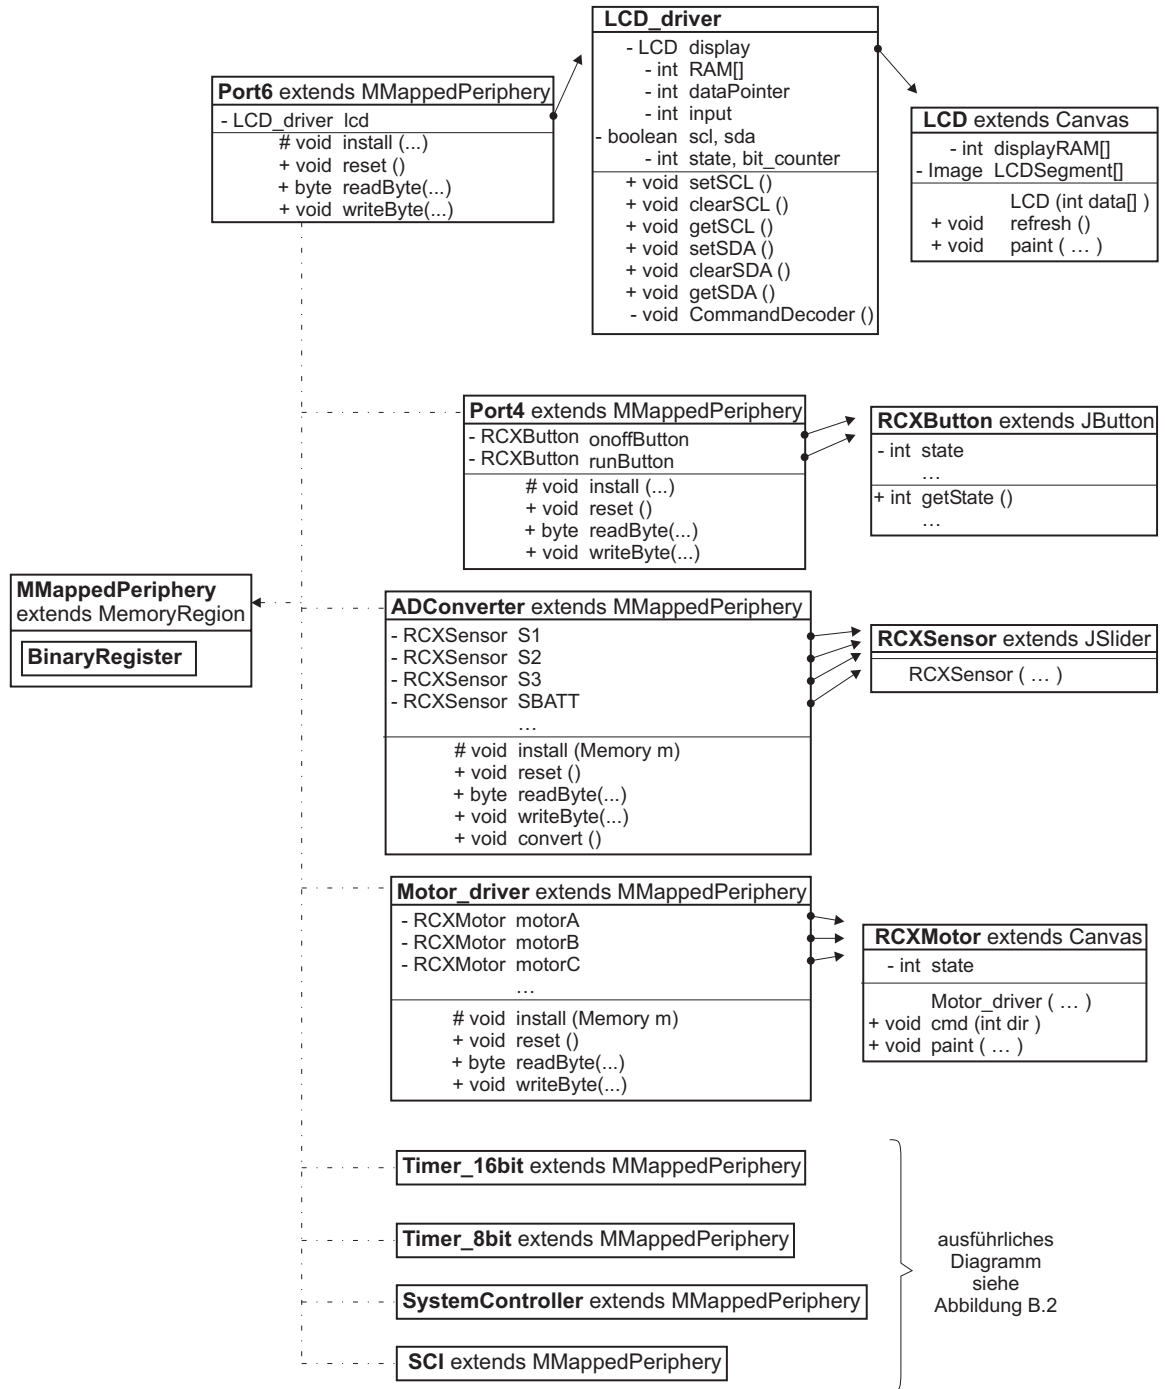 LCD_driver
- LCD display
- int RAM[]
- int dataPointer
- int input
- boolean scl, sda
- int state, bit_counter
+ void setSCL ()
+ void clearSCL ()
+ void getSCL ()
+ void setSDA ()
+ void clearSDA ()
+ void getSDA ()
- void CommandDecoder ()
Port6 extends MMappedPeriphery
- LCD_driver lcd
# void install (...)
+ void reset ()
+ byte readByte(...)
+ void writeByte(...)
LCD extends Canvas
- int displayRAM[]
- Image LCDSegment[]
LCD (int data[] )
+ void refresh ()
+ void paint ( ... )
Port4 extends MMappedPeriphery
- RCXButton onoffButton
- RCXButton runButton
# void install (...)
+ void reset ()
+ byte readByte(...)
+ void writeByte(...)
RCXButton extends JButton
- int state
...
+ int getState ()
...
MMappedPeriphery
extends MemoryRegion
BinaryRegister
ADConverter extends MMappedPeriphery
- RCXSensor S1
- RCXSensor S2
- RCXSensor S3
- RCXSensor SBATT
...
# void install (Memory m)
+ void reset ()
+ byte readByte(...)
+ void writeByte(...)
+ void convert ()
RCXSensor extends JSlider
RCXSensor ( ... )
Motor_driver extends MMappedPeriphery
- RCXMotor motorA
- RCXMotor motorB
- RCXMotor motorC
...
# void install (Memory m)
+ void reset ()
+ byte readByte(...)
+ void writeByte(...)
RCXMotor extends Canvas
- int state
Motor_driver ( ... )
+ void cmd (int dir )
+ void paint ( ... )
Timer_16bit extends MMappedPeriphery
Timer_8bit extends MMappedPeriphery
SystemController extends MMappedPeriphery
SCI extends MMappedPeriphery
ausführliches
Diagramm
siehe
Abbildung B.2